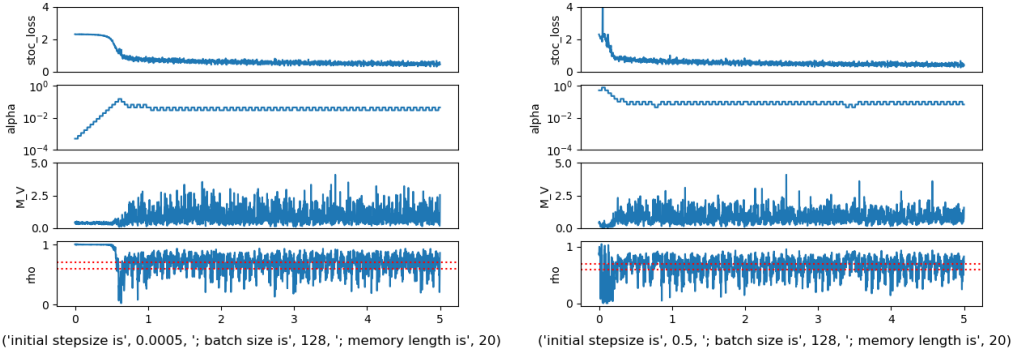 4
2
0
stoc_loss
10⁰
10⁻²
10⁻⁴
alpha
5.0
2.5
0.0
M_V
1
0
rho
0 1 2 3 4 5
('initial stepsize is', 0.0005, '; batch size is', 128, '; memory length is', 20)
4
2
0
stoc_loss
10⁰
10⁻²
10⁻⁴
alpha
5.0
2.5
0.0
M_V
1
0
rho
0 1 2 3 4 5
('initial stepsize is', 0.5, '; batch size is', 128, '; memory length is', 20)